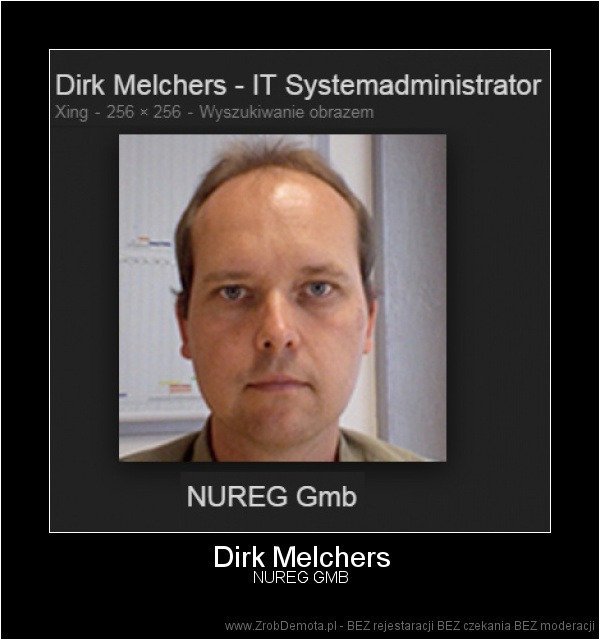 Dirk Melchers - IT Systemadministrator
Xing - 256 × 256 - Wyszukiwanie obrazem
NUREG Gmb
Dirk Melchers
NUREG GMB
www.ZrobDemota.pl - BEZ rejestaracji BEZ czekania BEZ moderacji